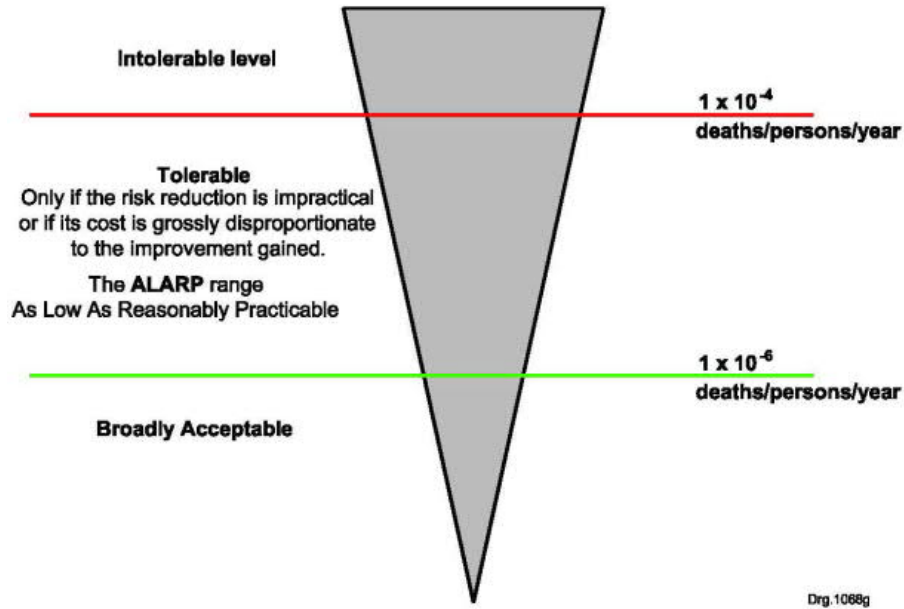 Intolerable level
1 x 10⁻⁴
deaths/persons/year
Tolerable
Only if the risk reduction is impractical
or if its cost is grossly disproportionate
to the improvement gained.
The ALARP range
As Low As Reasonably Practicable
1 x 10⁻⁶
deaths/persons/year
Broadly Acceptable
Drg.1068g